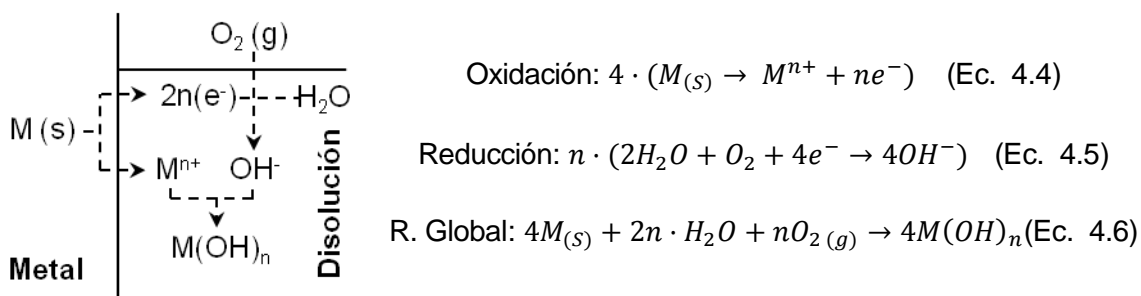 O₂ (g)
2n(e⁻) H₂O
M (s)
Mⁿ⁺ OH⁻
M(OH)ₙ
Metal
Disolución
Oxidación: 4 · (M₍S₎ → Mⁿ⁺ + ne⁻) (Ec. 4.4)
Reducción: n · (2H₂O + O₂ + 4e⁻ → 4OH⁻) (Ec. 4.5)
R. Global: 4M₍S₎ + 2n · H₂O + nO₂ ₍g₎ → 4M(OH)ₙ(Ec. 4.6)